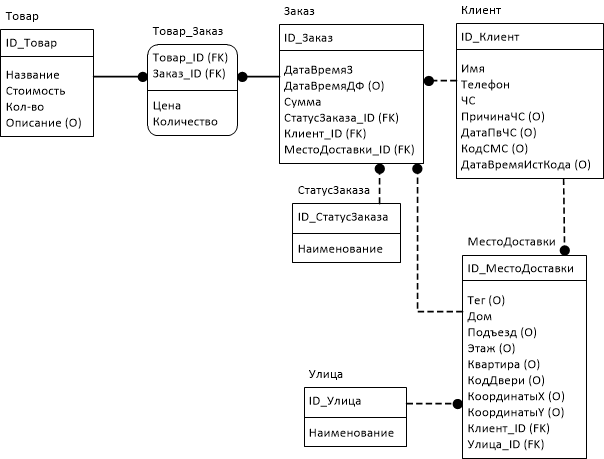 Товар
ID_Товар
Название
Стоимость
Кол-во
Описание (О)
Товар_Заказ
Товар_ID (FK)
Заказ_ID (FK)
Цена
Количество
Заказ
ID_Заказ
ДатаВремяЗ
ДатаВремяДФ (О)
Сумма
СтатусЗаказа_ID (FK)
Клиент_ID (FK)
МестоДоставки_ID (FK)
Клиент
ID_Клиент
Имя
Телефон
ЧС
ПричинаЧС (О)
ДатаПвЧС (О)
КодСМС (О)
ДатаВремяИстКода (О)
СтатусЗаказа
ID_СтатусЗаказа
Наименование
МестоДоставки
ID_МестоДоставки
Тег (О)
Дом
Подъезд (О)
Этаж (О)
Квартира (О)
КодДвери (О)
КоординатыX (О)
КоординатыY (О)
Клиент_ID (FK)
Улица_ID (FK)
Улица
ID_Улица
Наименование